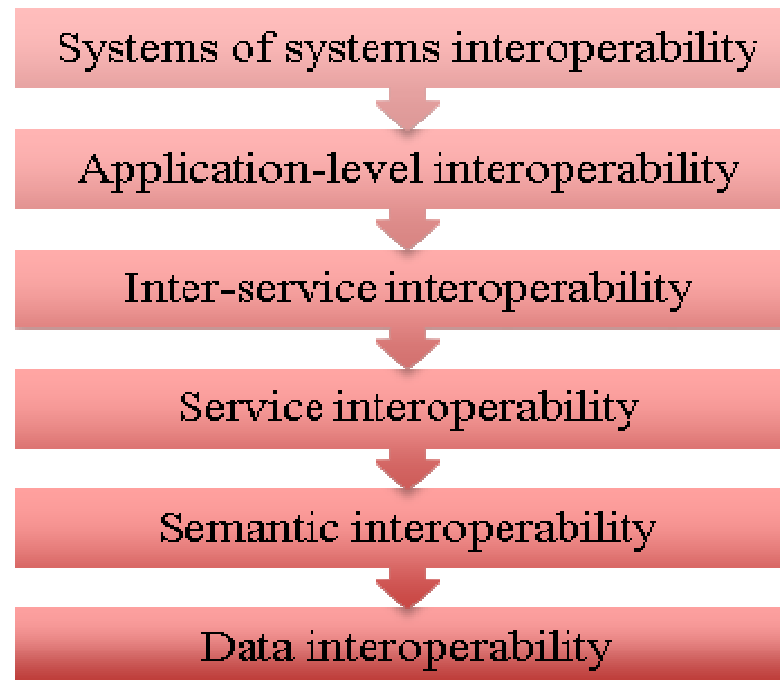 Systems of systems interoperability
Application-level interoperability
Inter-service interoperability
Service interoperability
Semantic interoperability
Data interoperability